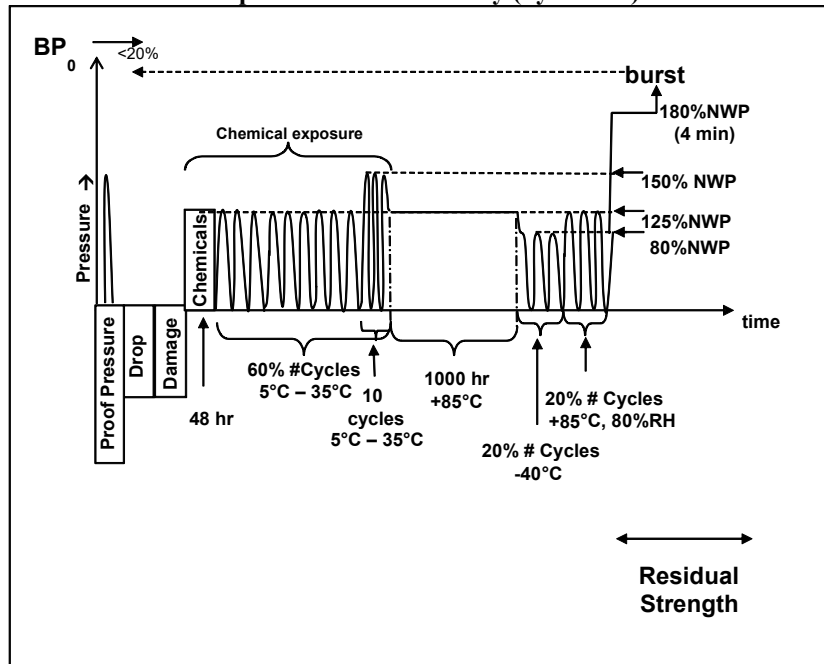 BP0
<20%
burst
180%NWP
(4 min)
Chemical exposure
150% NWP
125%NWP
80%NWP
Pressure →
Chemicals
time
Proof Pressure
Drop
Damage
48 hr
60% #Cycles
5°C – 35°C
10
cycles
5°C – 35°C
1000 hr
+85°C
20% # Cycles
-40°C
20% # Cycles
+85°C, 80%RH
Residual
Strength